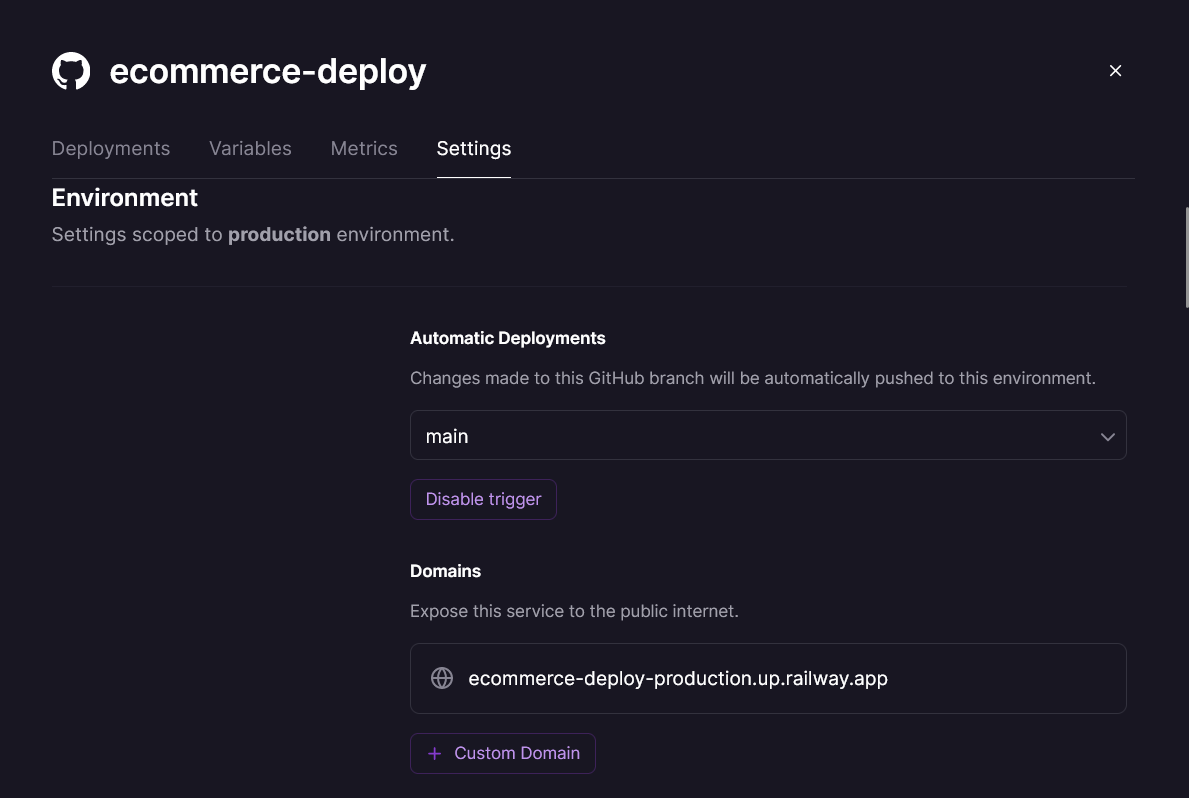 ecommerce-deploy
Deployments Variables Metrics Settings
Environment
Settings scoped to production environment.
Automatic Deployments
Changes made to this GitHub branch will be automatically pushed to this environment.
main
Disable trigger
Domains
Expose this service to the public internet.
ecommerce-deploy-production.up.railway.app
+ Custom Domain